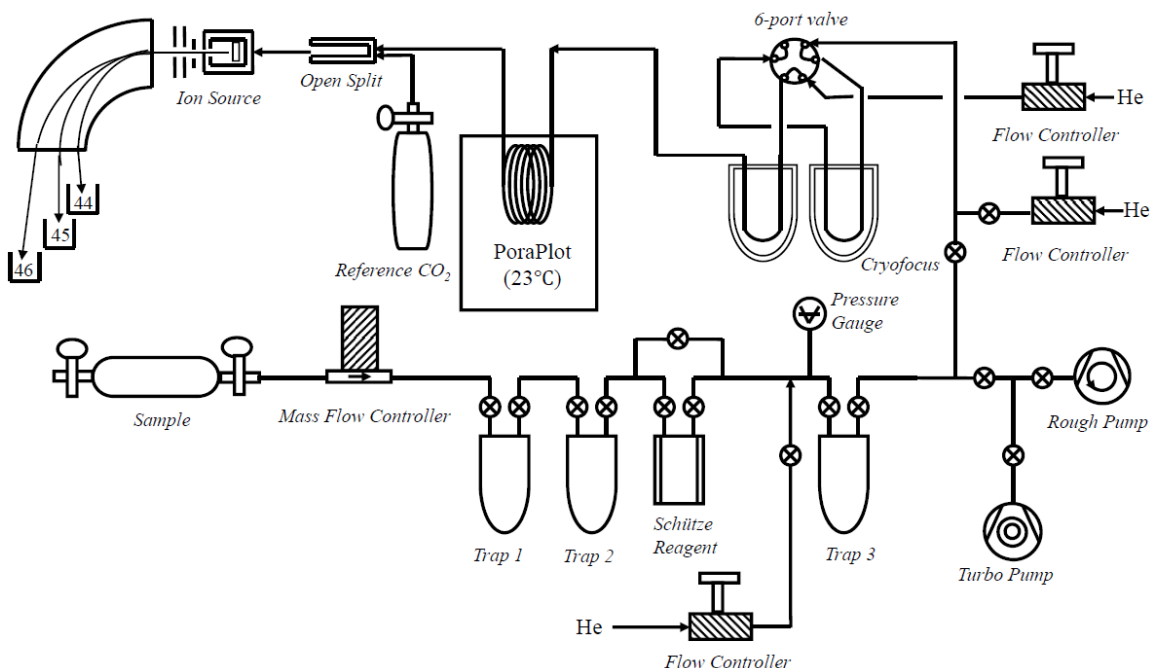 6-port valve
Ion Source
Open Split
He
Flow Controller
44
45
46
Reference CO₂
PoraPlot
(23°C)
Cryofocus
He
Flow Controller
Pressure
Gauge
Sample
Mass Flow Controller
Trap 1
Trap 2
Schütze
Reagent
Trap 3
Rough Pump
Turbo Pump
He
Flow Controller